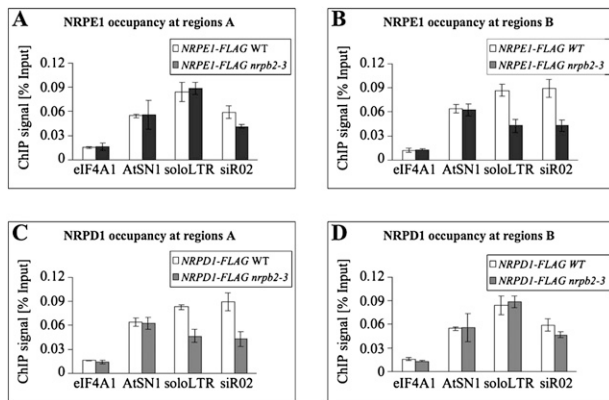 A
NRPE1 occupancy at regions A
NRPE1-FLAG WT
NRPE1-FLAG nrpb2-3
ChIP signal [% Input]
0.12
0.09
0.06
0.03
0
eIF4A1 AtSN1 soloLTR siR02
B
NRPE1 occupancy at regions B
NRPE1-FLAG WT
NRPE1-FLAG nrpb2-3
ChIP signal [% Input]
0.12
0.09
0.06
0.03
0
eIF4A1 AtSN1 soloLTR siR02
C
NRPD1 occupancy at regions A
NRPD1-FLAG WT
NRPD1-FLAG nrpb2-3
ChIP signal [% Input]
0.12
0.09
0.06
0.03
0
eIF4A1 AtSN1 soloLTR siR02
D
NRPD1 occupancy at regions B
NRPD1-FLAG WT
NRPD1-FLAG nrpb2-3
ChIP signal [% Input]
0.12
0.09
0.06
0.03
0
eIF4A1 AtSN1 soloLTR siR02